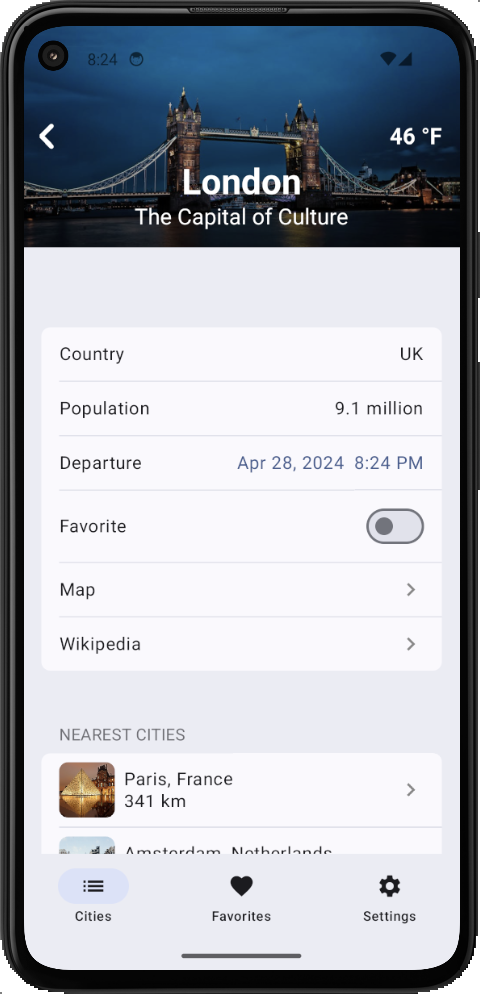 8:24
46 °F
London
The Capital of Culture
Country UK
Population 9.1 million
Departure Apr 28, 2024 8:24 PM
Favorite
Map
Wikipedia
NEAREST CITIES
Paris, France
341 km
Amsterdam, Netherlands
Cities Favorites Settings